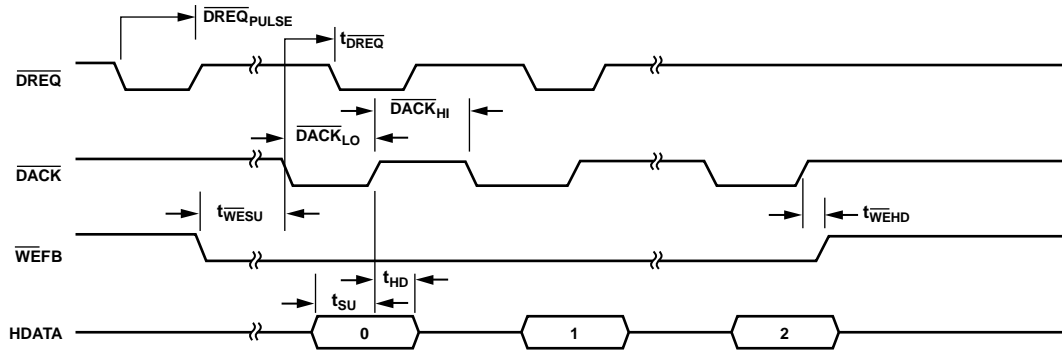 DREQPULSE
tDREQ
DREQ
DACKHI
DACKLO
DACK
tWESU
tWEHD
WEFB
tHD
tSU
HDATA
0
1
2